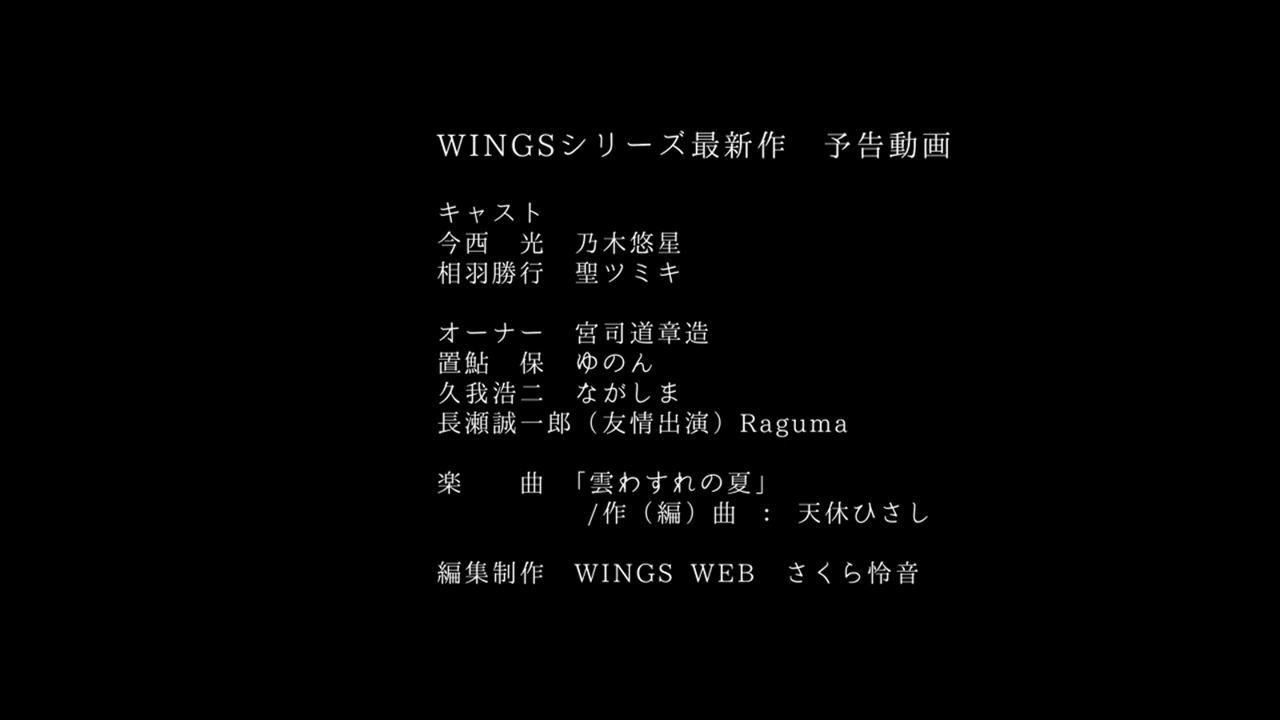 WINGSシリーズ最新作　予告動画
キャスト
今西　光　乃木悠星
相羽勝行　聖ツミキ
オーナー　宮司道章造
置鮎　保　ゆのん
久我浩二　ながしま
長瀬誠一郎（友情出演）Raguma
楽　　曲　「雲わすれの夏」
/作（編）曲　：　天休ひさし
編集制作　WINGS WEB　さくら怜音